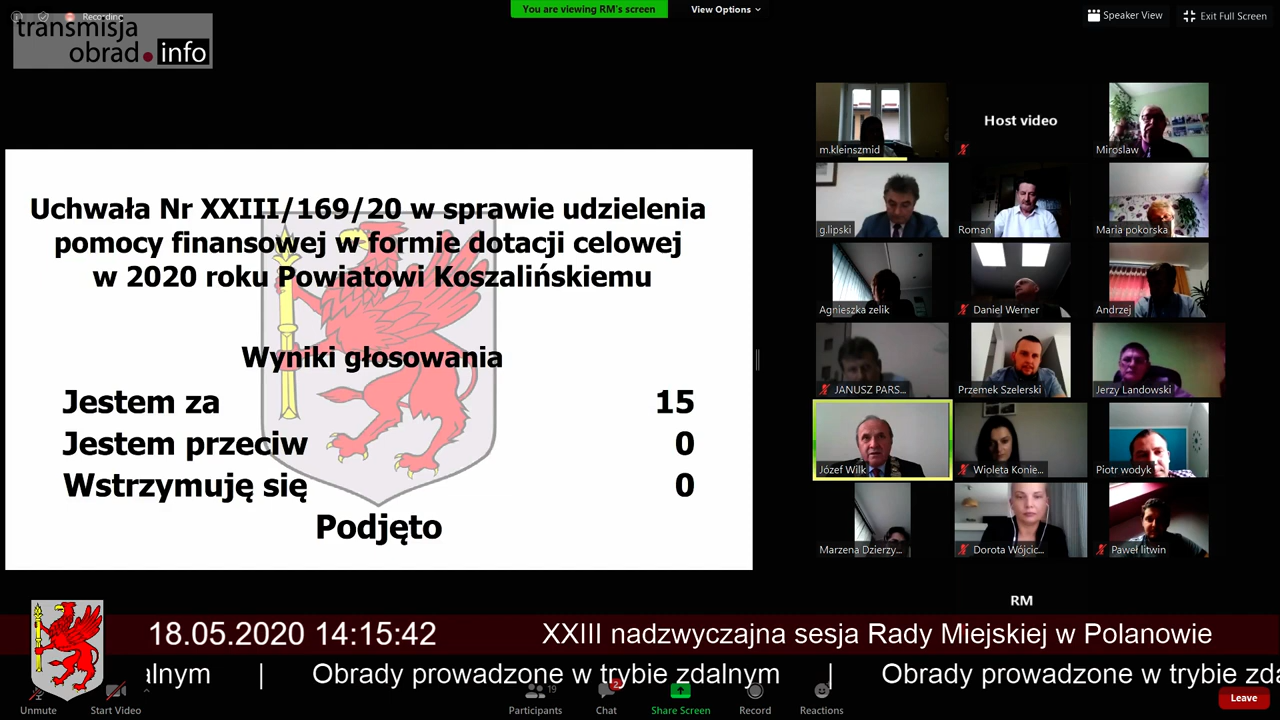 Recording
You are viewing RM's screen
View Options
Speaker View
Exit Full Screen
transmisja
obrad.info
Uchwała Nr XXIII/169/20 w sprawie udzielenia
pomocy finansowej w formie dotacji celowej
w 2020 roku Powiatowi Koszalińskiemu
Wyniki głosowania
Jestem za 15
Jestem przeciw 0
Wstrzymuję się 0
Podjęto
m.kleinszmid
Host video
Miroslaw
g.lipski
Roman
Maria pokorska
Agnieszka zelik
Daniel Werner
Andrzej
JANUSZ PARS...
Przemek Szelerski
Jerzy Landowski
Józef Wilk
Wioleta Konie...
Piotr wodyk
Marzena Dzierzy...
Dorota Wójcic...
Paweł litwin
RM
18.05.2020 14:15:42
XXIII nadzwyczajna sesja Rady Miejskiej w Polanowie
alnym | Obrady prowadzone w trybie zdalnym | Obrady prowadzone w trybie zda
Unmute
Start Video
Participants 19
Chat 2
Share Screen
Record
Reactions
Leave